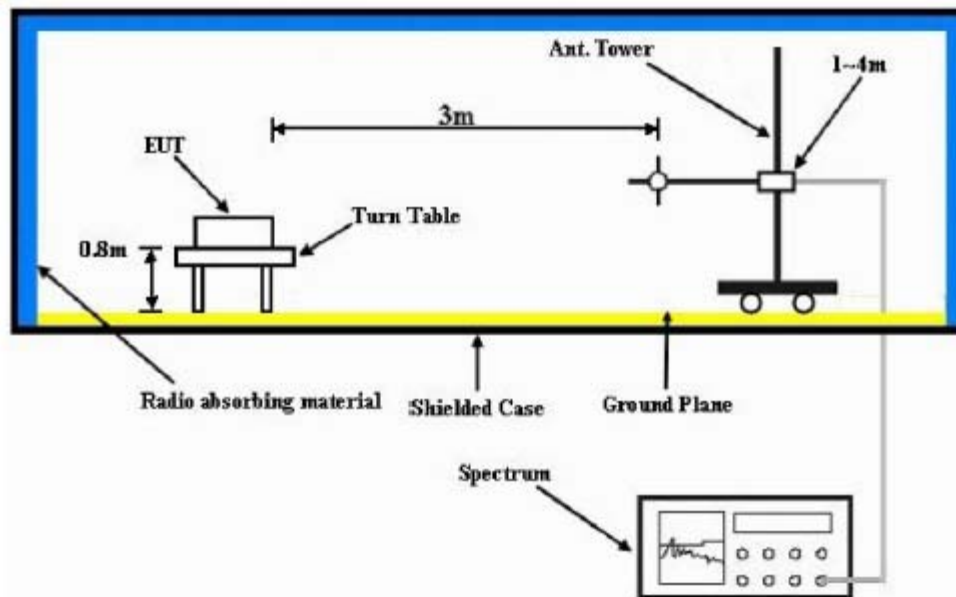 Ant. Tower
1~4m
3m
EUT
Turn Table
0.8m
Radio absorbing material
Shielded Case
Ground Plane
Spectrum